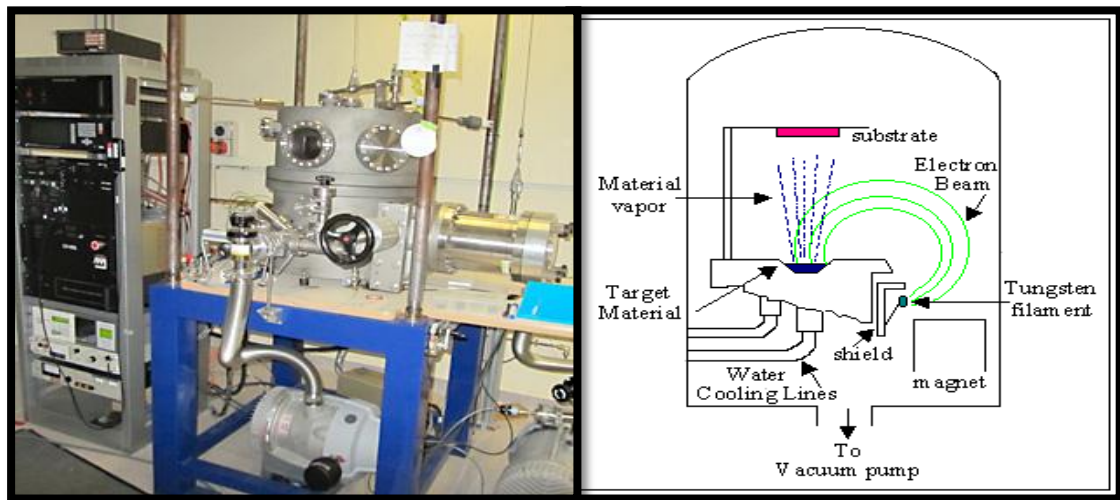 substrate
Electron
Beam
Material
vapor
Target
Material
Tungsten
filament
shield
magnet
Water
Cooling Lines
To
Vacuum pump